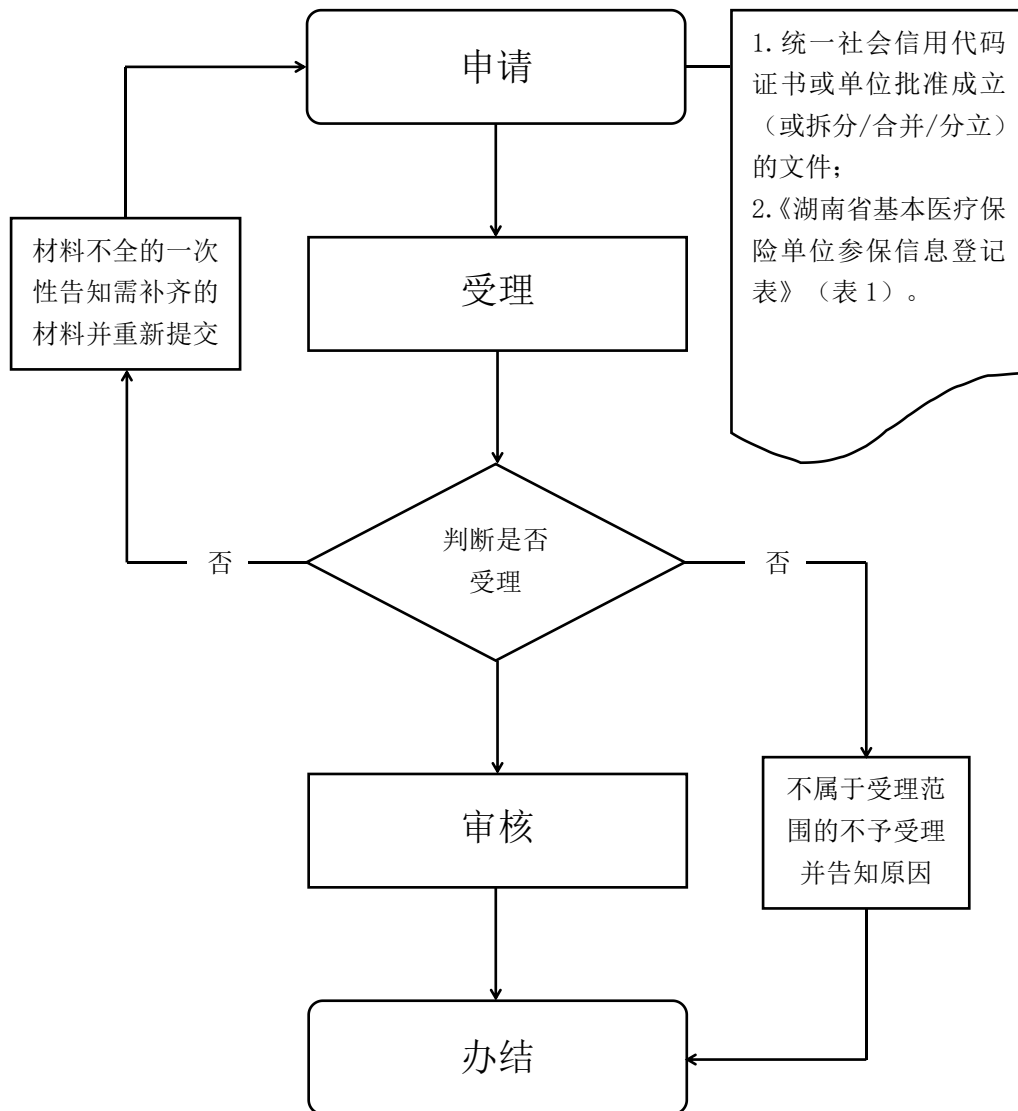 申请
1.统一社会信用代码
证书或单位批准成立
（或拆分/合并/分立）
的文件；
2.《湖南省基本医疗保
险单位参保信息登记
表》（表1）。
材料不全的一次
性告知需补齐的
材料并重新提交
受理
判断是否
受理
否
否
审核
不属于受理范
围的不予受理
并告知原因
办结